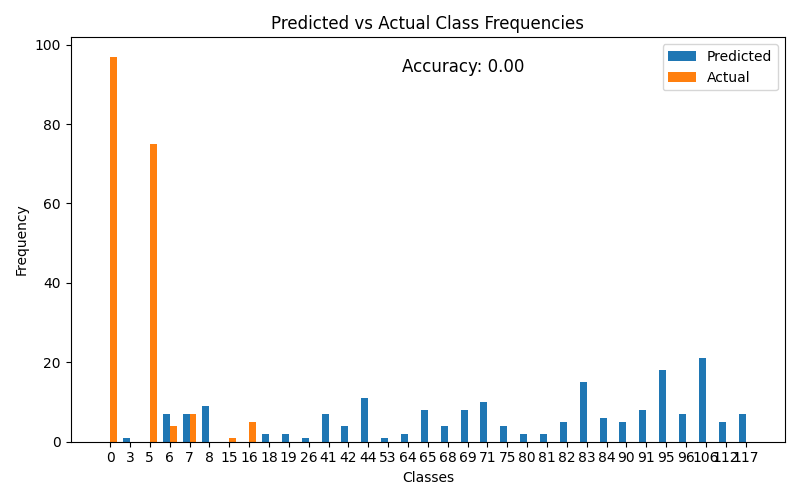 Predicted vs Actual Class Frequencies
Accuracy: 0.00
Predicted
Actual
Frequency
100
80
60
40
20
0
0 3 5 6 7 8 15 16 18 19 26 41 42 44 53 64 65 68 69 71 75 80 81 82 83 84 90 91 95 96 106 112 117
Classes